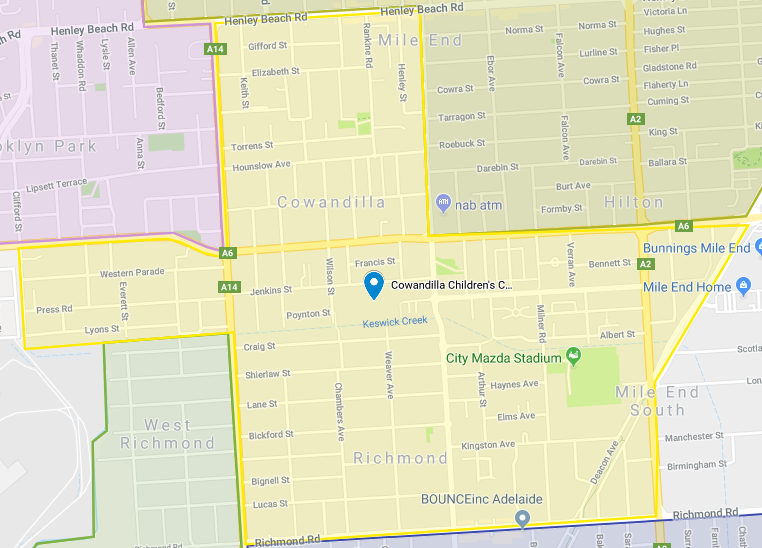 Henley Beach Rd
Victoria Ln
Norma St
Norma St
Hughes St
Henley Beach Rd
Henley Beach Rd
A14
Gifford St
Rankine Rd
Mile End
Fisher Pl
Lurline St
Gladstone Rd
Thanet St
Whaddon Rd
Lysle St
Allen Ave
Elizabeth St
Keith St
Henley St
Ebor Ave
Falcon Ave
Cowra St
Cowra St
Flaherty Ln
Cuming St
Bedford St
Tarragon St
A2
Falcon Ave
King St
Torrens St
Roebuck St
oklyn Park
Anna St
Hounslow Ave
Darebin St
Darebin St
Ballara St
Lipsett Terrace
Burt Ave
Clifford St
Cowandilla
nab atm
Formby St
Hilton
A6
A6
Bunnings Mile End
Western Parade
Wilson St
Francis St
Verran Ave
Bennett St
A2
A14
Jenkins St
Cowandilla Children's C...
Mile End Home
Press Rd
Everett St
Poynton St
Milner Rd
Lyons St
Keswick Creek
Albert St
Craig St
City Mazda Stadium
Scotla
Shierlaw St
Weaver Ave
Arthur St
Haynes Ave
Chambers Ave
Mile End
South
Lane St
Elms Ave
West
Richmond
Bickford St
Kingston Ave
Manchester St
Richmond
Deacon Ave
Birmingham St
Bignell St
Lucas St
BOUNCEinc Adelaide
Richmond Rd
Richmond Rd